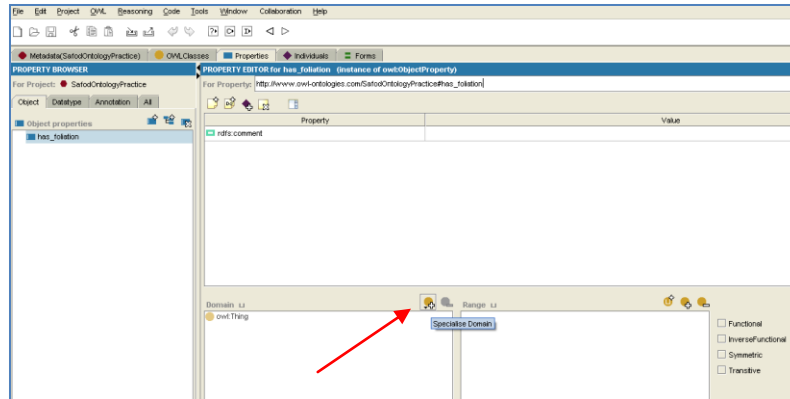 File Edit Project OWL Reasoning Code Tools Window Collaboration Help
Metadata(SafodOntologyPractice) OWLClasses Properties Individuals Forms
PROPERTY BROWSER
PROPERTY EDITOR for has_foliation (instance of owl:ObjectProperty)
For Project: SafodOntologyPractice
For Property: http://www.owl-ontologies.com/SafodOntologyPractice#has_foliation
Object Datatype Annotation All
Object properties
Property Value
has_foliation
rdfs:comment
Domain
Range
owl:Thing
Specialise Domain
Functional
InverseFunctional
Symmetric
Transitive